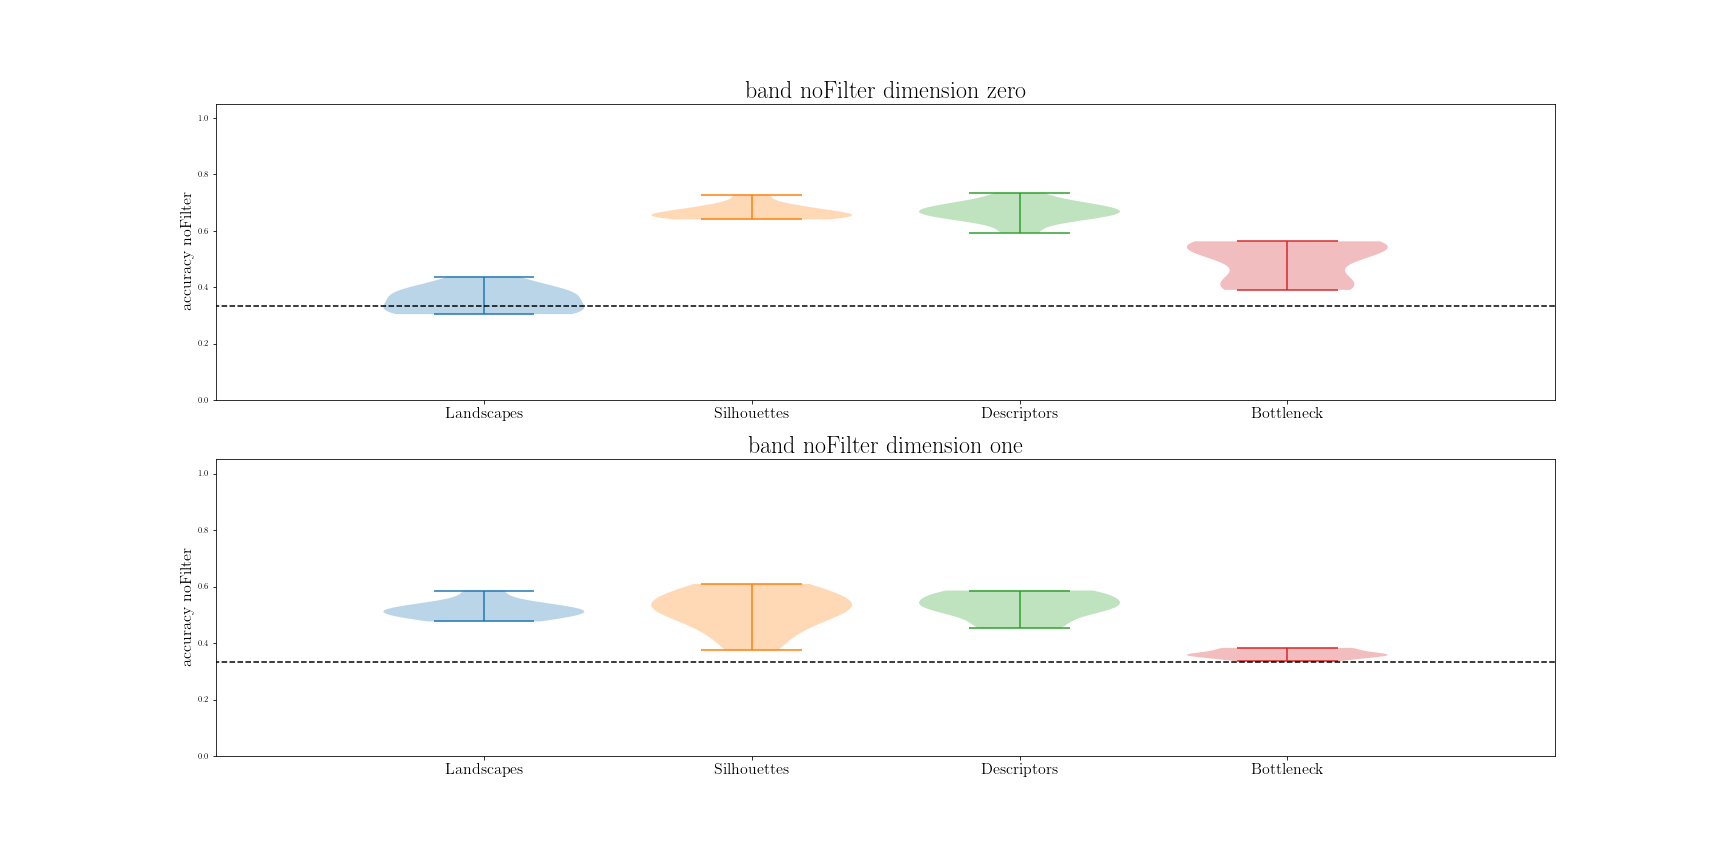 band noFilter dimension zero
accuracy noFilter
1.0
0.8
0.6
0.4
0.2
0.0
Landscapes Silhouettes Descriptors Bottleneck
band noFilter dimension one
accuracy noFilter
1.0
0.8
0.6
0.4
0.2
0.0
Landscapes Silhouettes Descriptors Bottleneck